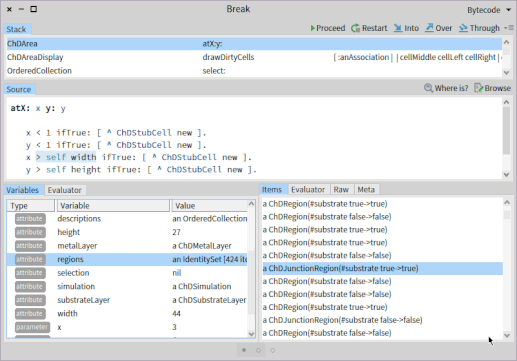 Break
Bytecode
Stack
Proceed Restart Into Over Through
ChDArea atX:y:
ChDAreaDisplay drawDirtyCells [ :anAssociation | |cellMiddle cellLeft cellRight |
OrderedCollection select:
Source
Where is? Browse
atX: x y: y
x < 1 ifTrue: [ ^ ChDStubCell new ].
y < 1 ifTrue: [ ^ ChDStubCell new ].
x > self width ifTrue: [ ^ ChDStubCell new ].
y > self height ifTrue: [ ^ ChDStubCell new ].
Variables Evaluator
Type Variable Value
attribute descriptions an OrderedCollection
attribute height 27
attribute metalLayer a ChDMetalLayer
attribute regions an IdentitySet [424 ite
attribute selection nil
attribute simulation a ChDSimulation
attribute substrateLayer a ChDSubstrateLayer
attribute width 44
parameter x 3
Items Evaluator Raw Meta
a ChDRegion(#substrate true->true)
a ChDRegion(#substrate false->false)
a ChDRegion(#substrate true->true)
a ChDRegion(#substrate false->false)
a ChDRegion(#substrate true->true)
a ChDJunctionRegion(#substrate true->true)
a ChDRegion(#substrate false->false)
a ChDRegion(#substrate false->false)
a ChDRegion(#substrate true->true)
a ChDJunctionRegion(#substrate false->false)
a ChDRegion(#substrate false->false)